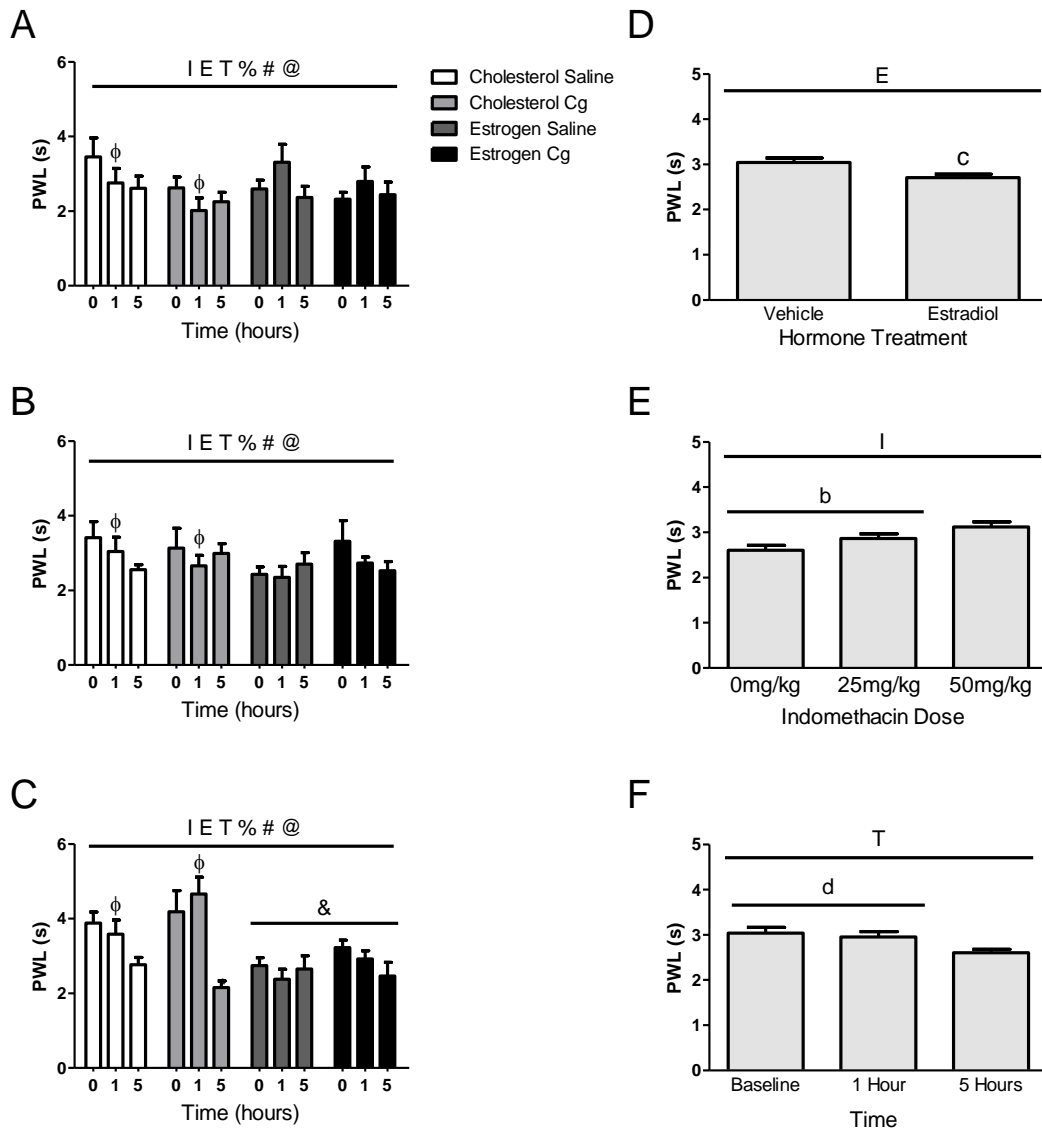 A
I E T % # @
Cholesterol Saline
Cholesterol Cg
Estrogen Saline
Estrogen Cg
PWL (s)
6
4
2
0
ϕ
ϕ
0 1 5 0 1 5 0 1 5 0 1 5
Time (hours)
B
I E T % # @
PWL (s)
6
4
2
0
ϕ
ϕ
0 1 5 0 1 5 0 1 5 0 1 5
Time (hours)
C
I E T % # @
PWL (s)
6
4
2
0
ϕ
ϕ
&
0 1 5 0 1 5 0 1 5 0 1 5
Time (hours)
D
E
PWL (s)
5
4
3
2
1
0
c
Vehicle Estradiol
Hormone Treatment
E
I
b
PWL (s)
5
4
3
2
1
0
0mg/kg 25mg/kg 50mg/kg
Indomethacin Dose
F
T
d
PWL (s)
5
4
3
2
1
0
Baseline 1 Hour 5 Hours
Time